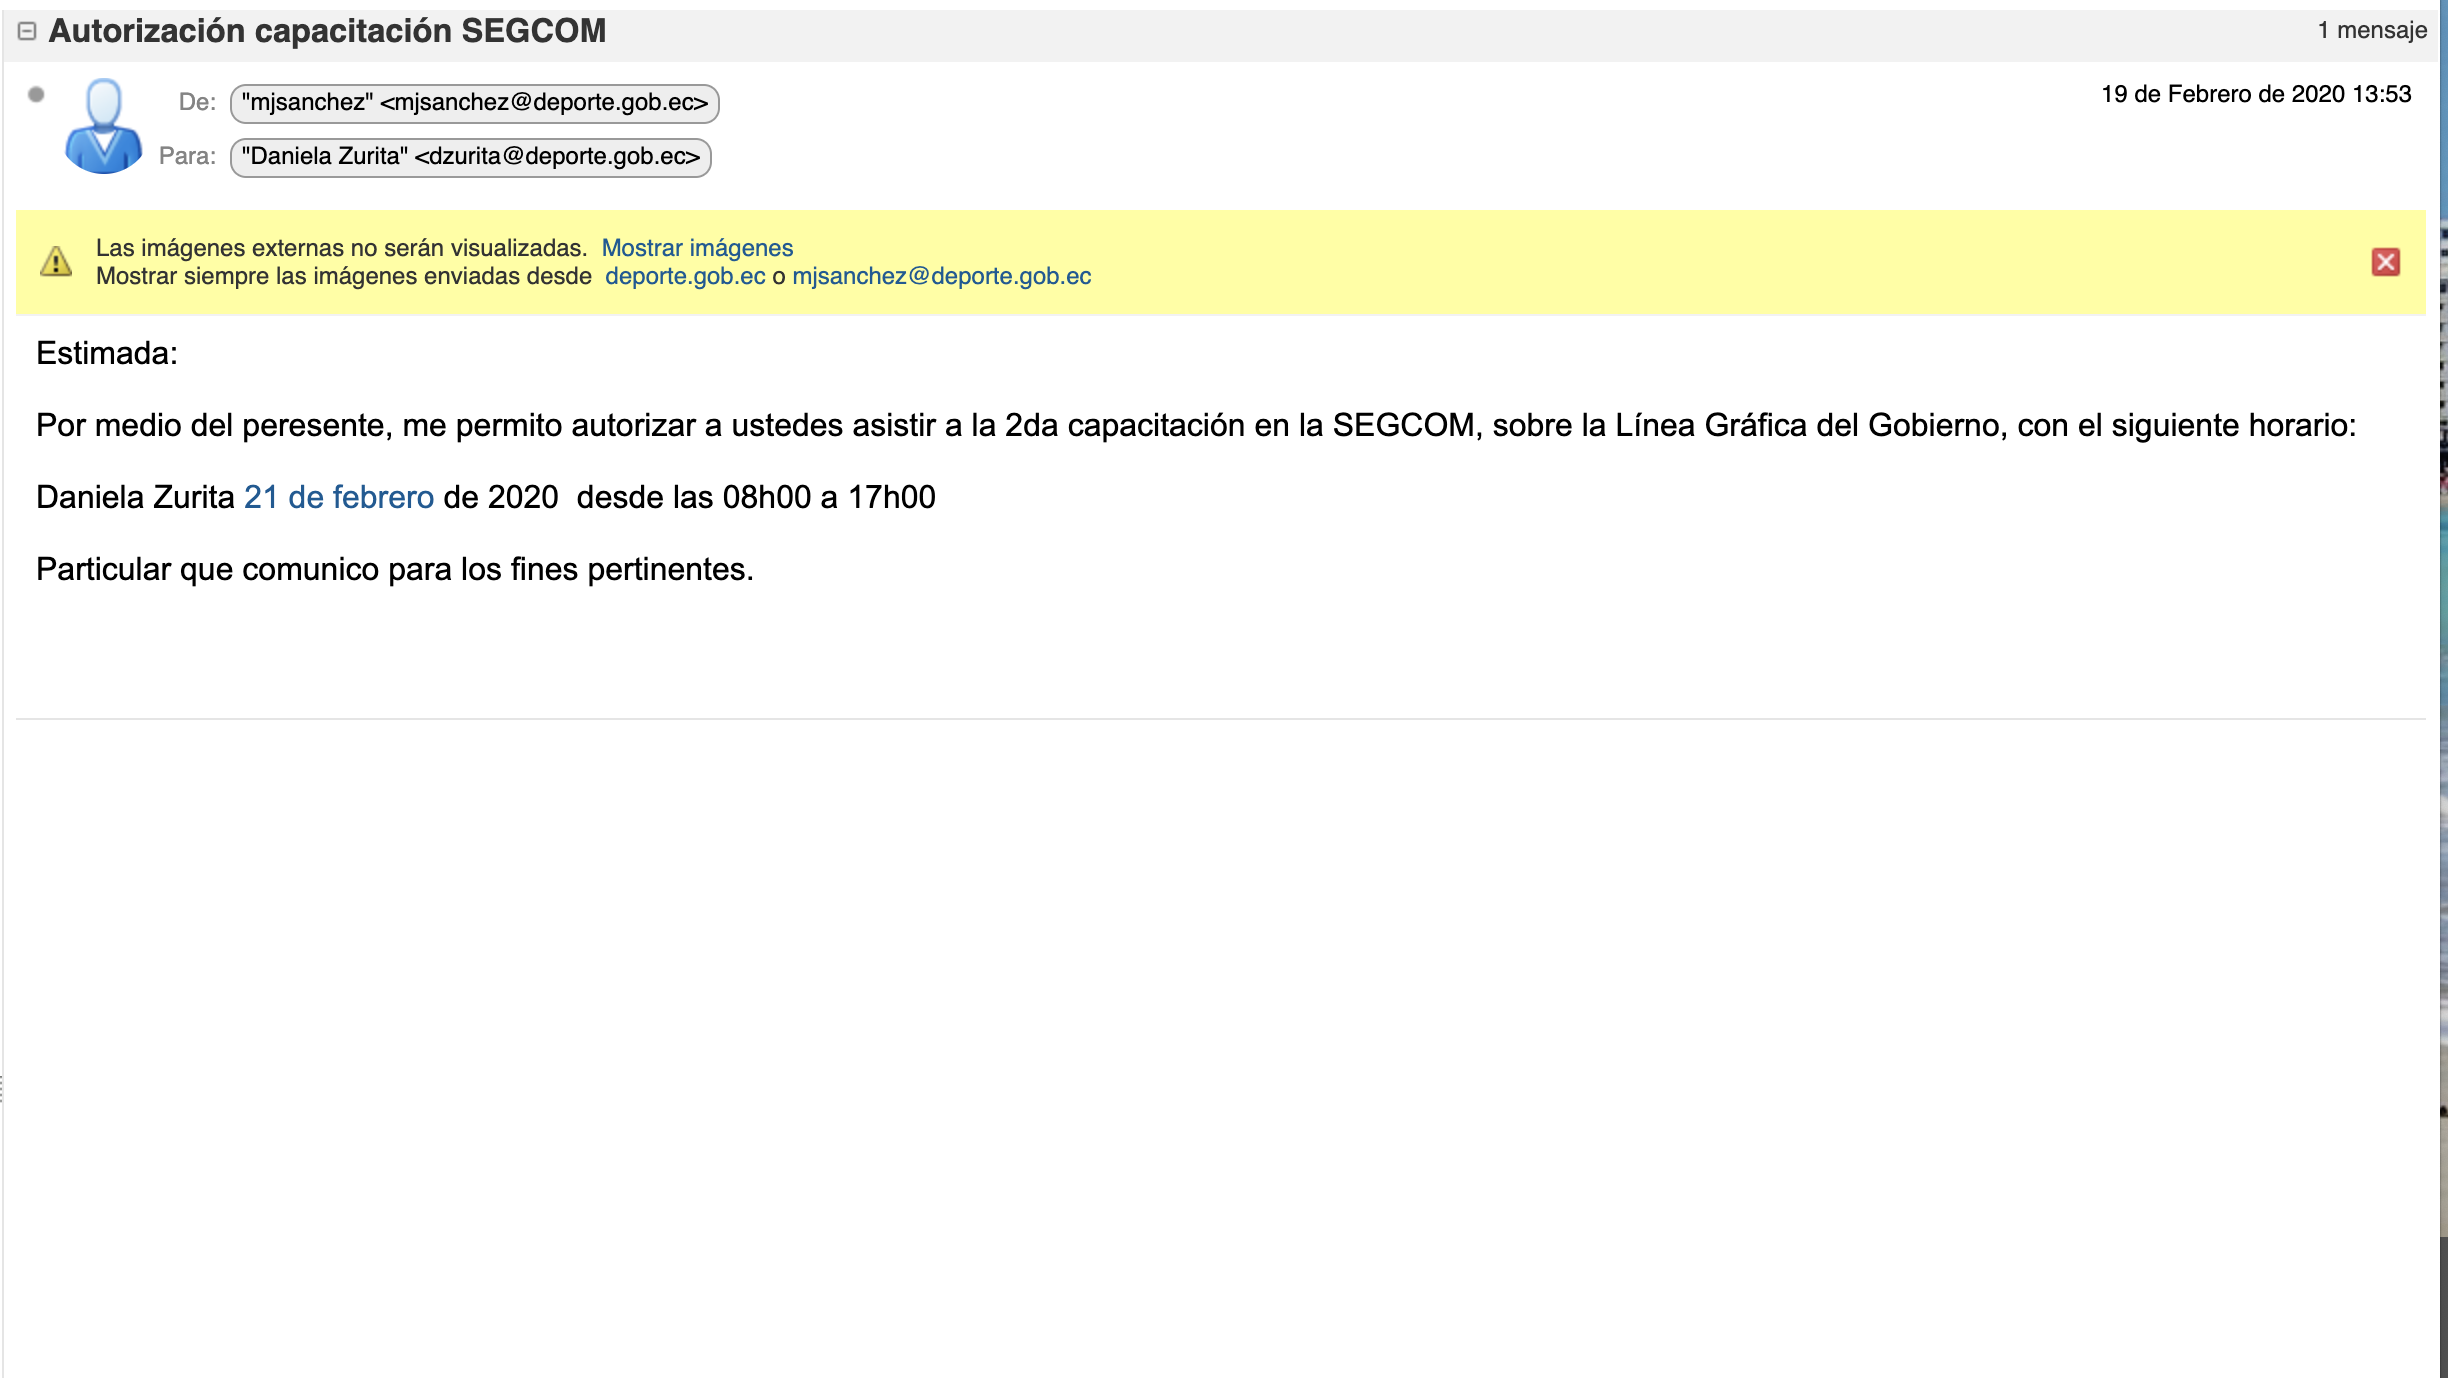 Autorización capacitación SEGCOM
1 mensaje
De: "mjsanchez" <mjsanchez@deporte.gob.ec>
19 de Febrero de 2020 13:53
Para: "Daniela Zurita" <dzurita@deporte.gob.ec>
Las imágenes externas no serán visualizadas. Mostrar imágenes
Mostrar siempre las imágenes enviadas desde deporte.gob.ec o mjsanchez@deporte.gob.ec
Estimada:
Por medio del peresente, me permito autorizar a ustedes asistir a la 2da capacitación en la SEGCOM, sobre la Línea Gráfica del Gobierno, con el siguiente horario:
Daniela Zurita 21 de febrero de 2020  desde las 08h00 a 17h00
Particular que comunico para los fines pertinentes.